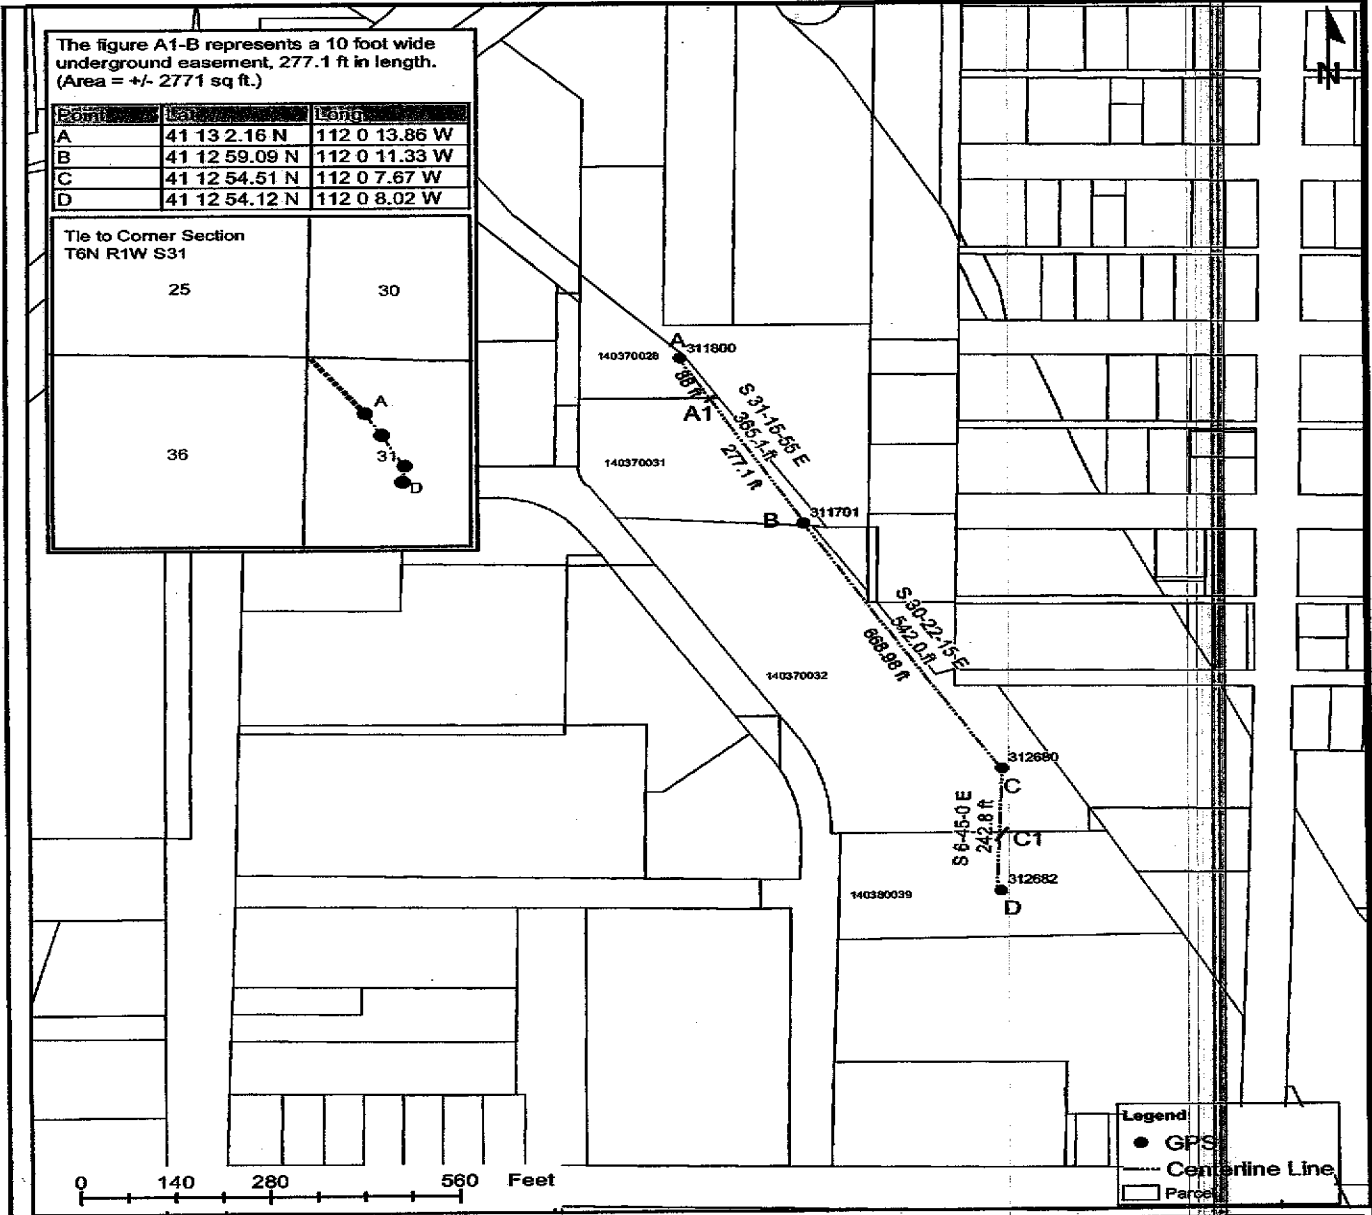 The figure A1-B represents a 10 foot wide
underground easement, 277.1 ft in length.
(Area = +/- 2771 sq ft.)
Point Lat Long
A 41 13 2.16 N 112 0 13.86 W
B 41 12 59.09 N 112 0 11.33 W
C 41 12 54.51 N 112 0 7.67 W
D 41 12 54.12 N 112 0 8.02 W
Tie to Corner Section
T6N R1W S31
25
30
36
31
A
D
N
A
311800
140370028
88 ft
A1
S 31-15-55 E
365.1 ft
277.1 ft
140370031
B
311701
S 30-22-15 E
542.0 ft
668.98 ft
140370032
312680
C
S 6-45-0 E
242.8 ft
C1
312682
D
140380039
Legend
GPS
Centerline Line
Parcel
0 140 280 560 Feet